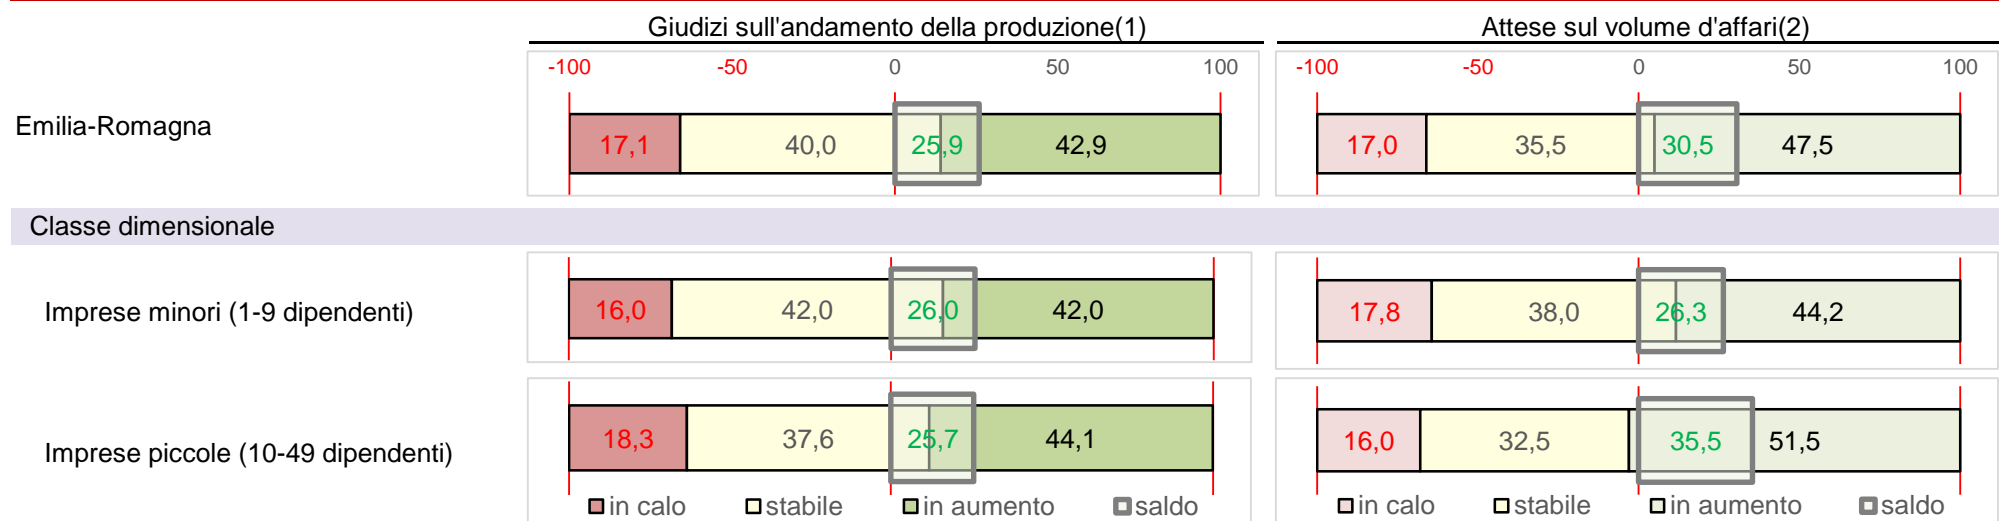 Giudizi sull'andamento della produzione(1) Attese sul volume d'affari(2)
-100 -50 0 50 100 -100 -50 0 50 100
Emilia-Romagna 17,1 40,0 25,9 42,9 17,0 35,5 30,5 47,5
Classe dimensionale
Imprese minori (1-9 dipendenti) 16,0 42,0 26,0 42,0 17,8 38,0 26,3 44,2
Imprese piccole (10-49 dipendenti) 18,3 37,6 25,7 44,1 16,0 32,5 35,5 51,5
in calo stabile in aumento saldo in calo stabile in aumento saldo